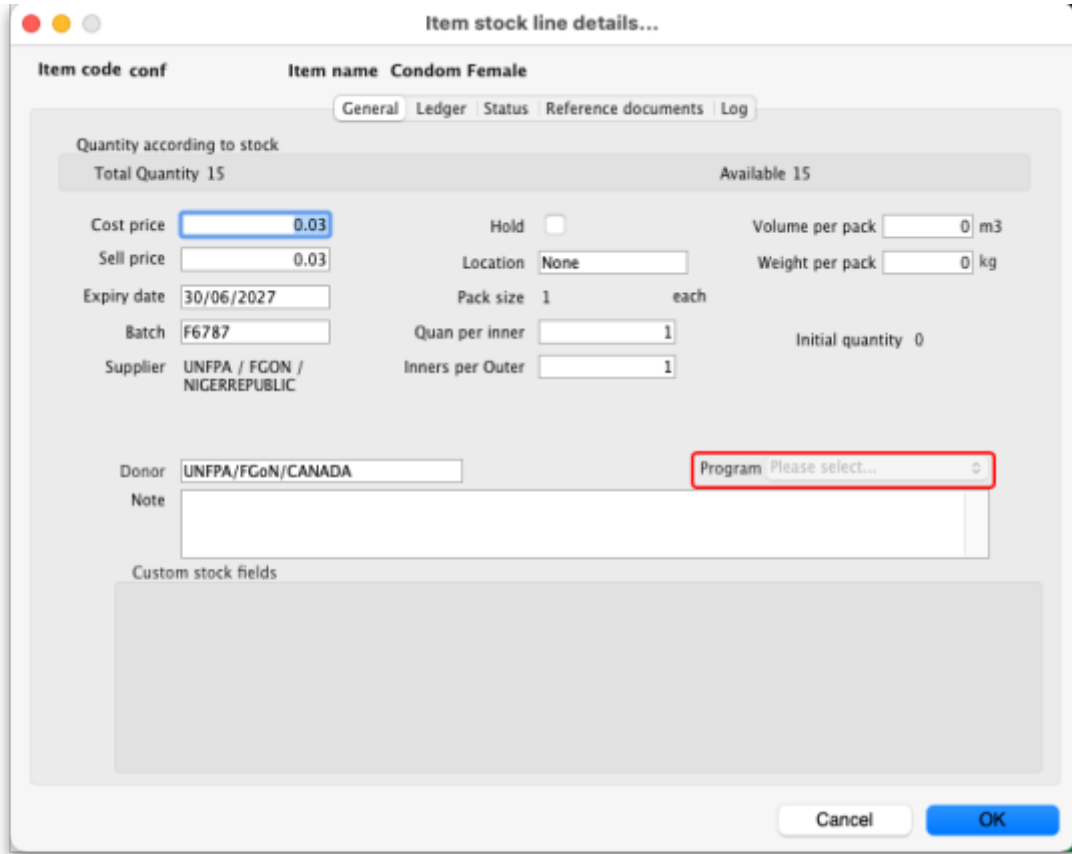 Item stock line details...
Item code conf Item name Condom Female
General Ledger Status Reference documents Log
Quantity according to stock
Total Quantity 15 Available 15
Cost price 0.03 Hold Volume per pack 0 m3
Sell price 0.03 Location None Weight per pack 0 kg
Expiry date 30/06/2027 Pack size 1 each
Batch F6787 Quan per inner 1 Initial quantity 0
Supplier UNFPA / FGON / Inners per Outer 1
NIGERREPUBLIC
Donor UNFPA/FGoN/CANADA Program Please select...
Note
Custom stock fields
Cancel OK